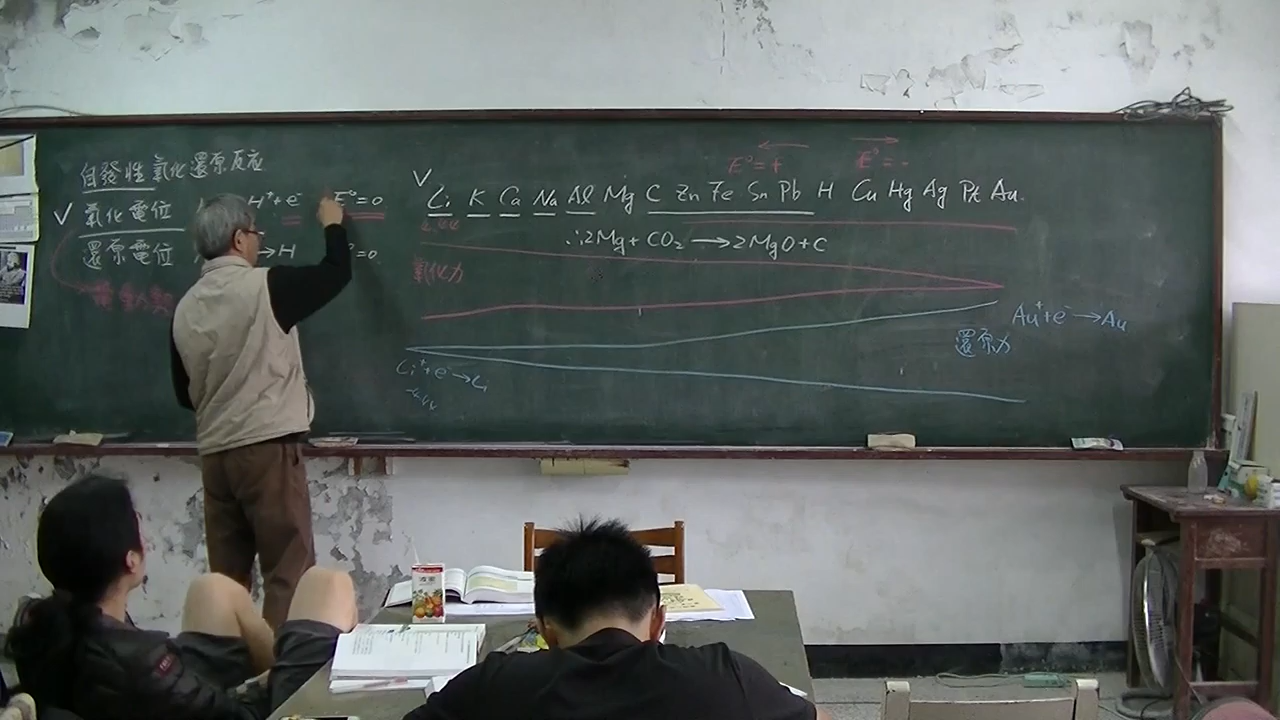 自發性氧化還原反应
V 氧化電位 H⁺+e⁻ E°=0
還原電位 →H °=0
E°=+ E°=-
V Li K Ca Na Al Mg C Zn Fe Sn Pb H Cu Hg Ag Pt Au
∴2Mg+CO₂→2MgO+C
氧化力
Au⁺+e⁻→Au
還原力
Li⁺+e⁻→Li